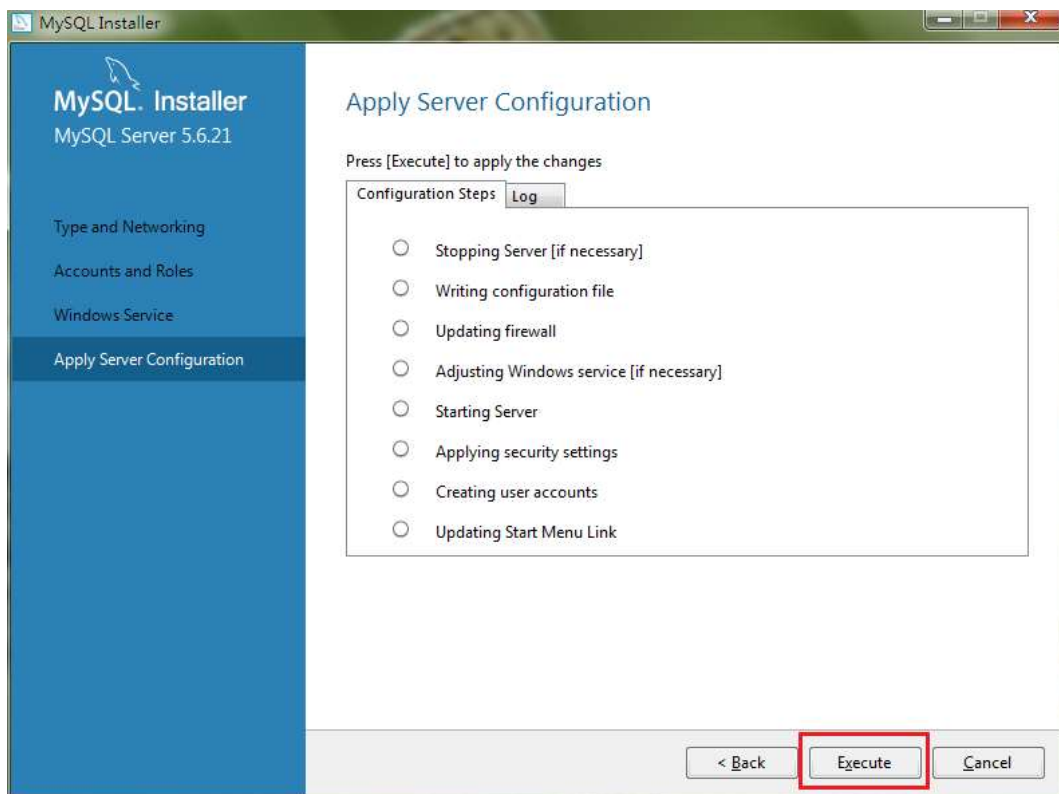 MySQL Installer
MySQL. Installer
MySQL Server 5.6.21
Type and Networking
Accounts and Roles
Windows Service
Apply Server Configuration
Apply Server Configuration
Press [Execute] to apply the changes
Configuration Steps Log
Stopping Server [if necessary]
Writing configuration file
Updating firewall
Adjusting Windows service [if necessary]
Starting Server
Applying security settings
Creating user accounts
Updating Start Menu Link
< Back Execute Cancel